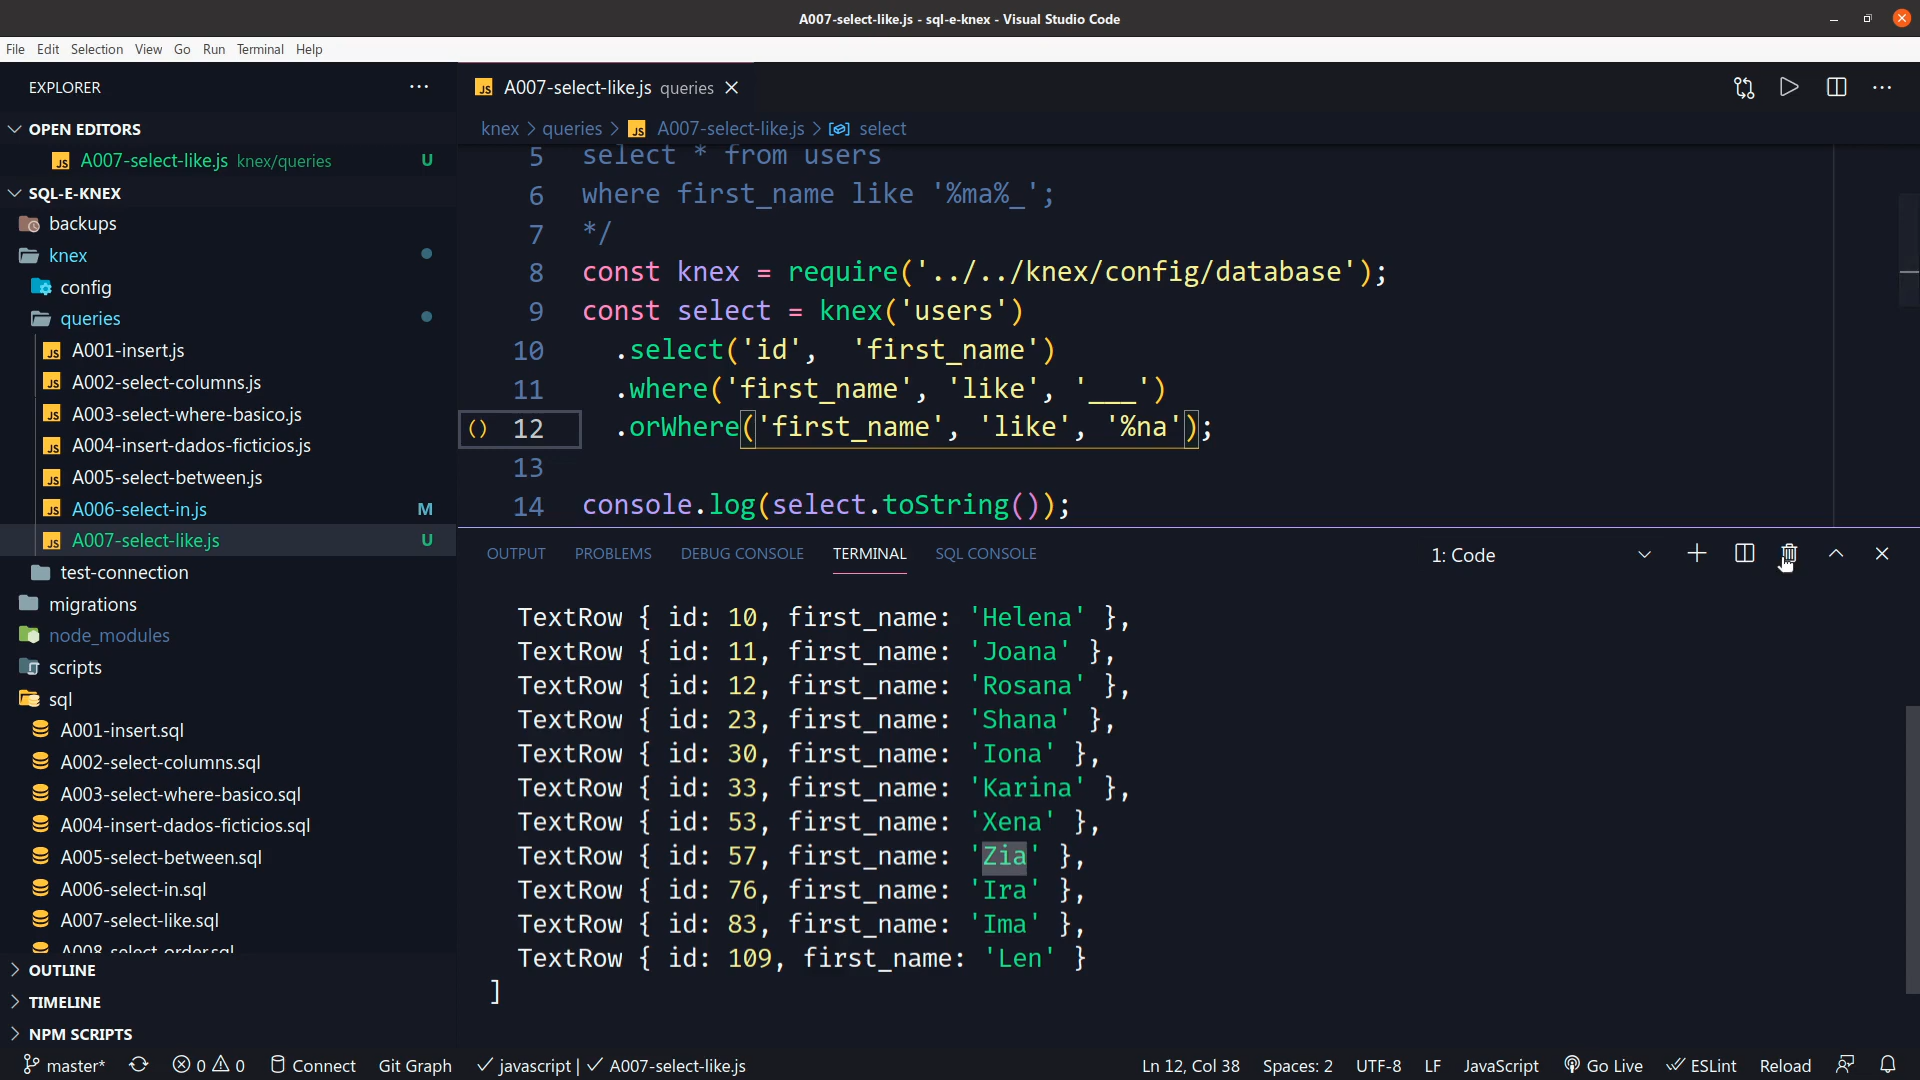 A007-select-like.js - sql-e-knex - Visual Studio Code
File Edit Selection View Go Run Terminal Help
EXPLORER
OPEN EDITORS
A007-select-like.js knex/queries U
SQL-E-KNEX
backups
knex
config
queries
A001-insert.js
A002-select-columns.js
A003-select-where-basico.js
A004-insert-dados-ficticios.js
A005-select-between.js
A006-select-in.js M
A007-select-like.js U
test-connection
migrations
node_modules
scripts
sql
A001-insert.sql
A002-select-columns.sql
A003-select-where-basico.sql
A004-insert-dados-ficticios.sql
A005-select-between.sql
A006-select-in.sql
A007-select-like.sql
A008-select-order.sql
OUTLINE
TIMELINE
NPM SCRIPTS
A007-select-like.js queries
knex > queries > A007-select-like.js > select
5 select * from users
6 where first_name like '%ma%_';
7 */
8 const knex = require('../../knex/config/database');
9 const select = knex('users')
10 .select('id', 'first_name')
11 .where('first_name', 'like', '___')
12 .orWhere('first_name', 'like', '%na');
13
14 console.log(select.toString());
OUTPUT PROBLEMS DEBUG CONSOLE TERMINAL SQL CONSOLE 1: Code
TextRow { id: 10, first_name: 'Helena' },
TextRow { id: 11, first_name: 'Joana' },
TextRow { id: 12, first_name: 'Rosana' },
TextRow { id: 23, first_name: 'Shana' },
TextRow { id: 30, first_name: 'Iona' },
TextRow { id: 33, first_name: 'Karina' },
TextRow { id: 53, first_name: 'Xena' },
TextRow { id: 57, first_name: 'Zia' },
TextRow { id: 76, first_name: 'Ira' },
TextRow { id: 83, first_name: 'Ima' },
TextRow { id: 109, first_name: 'Len' }
]
master* 0 0 Connect Git Graph javascript | A007-select-like.js Ln 12, Col 38 Spaces: 2 UTF-8 LF JavaScript Go Live ESLint Reload